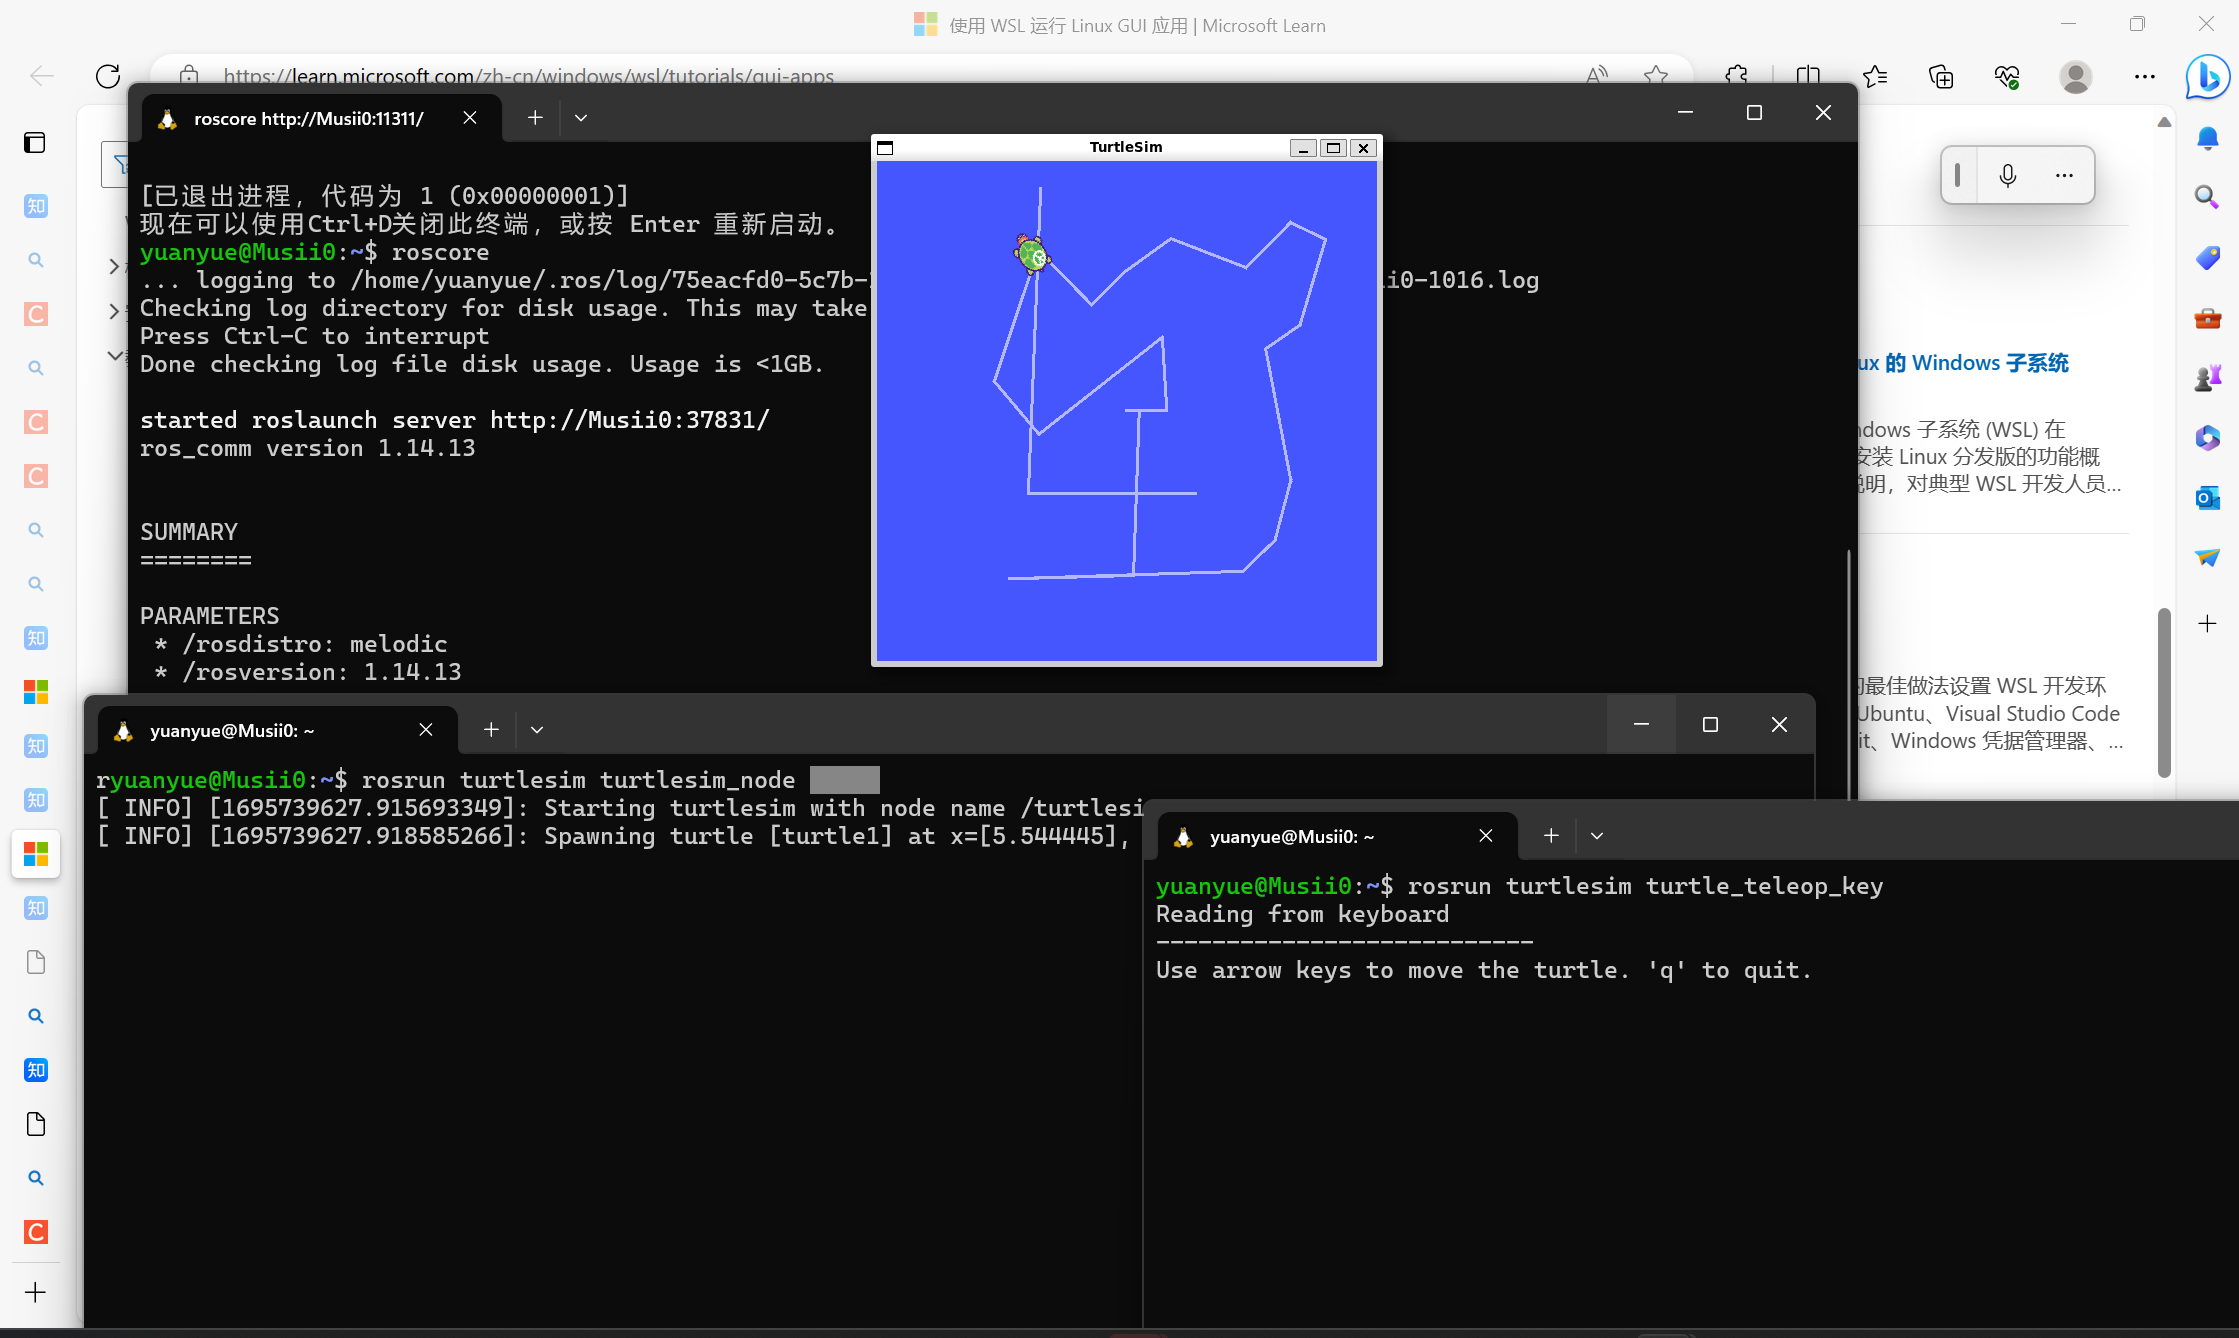 使用 WSL 运行 Linux GUI 应用 | Microsoft Learn
https://learn.microsoft.com/zh-cn/windows/wsl/tutorials/gui-apps
roscore http://Musii0:11311/
[已退出进程，代码为 1 (0x00000001)]
现在可以使用Ctrl+D关闭此终端，或按 Enter 重新启动。
yuanyue@Musii0:~$ roscore
... logging to /home/yuanyue/.ros/log/75eacfd0-5c7b-
i0-1016.log
Checking log directory for disk usage. This may take
Press Ctrl-C to interrupt
Done checking log file disk usage. Usage is <1GB.
started roslaunch server http://Musii0:37831/
ros_comm version 1.14.13
SUMMARY
========
PARAMETERS
* /rosdistro: melodic
* /rosversion: 1.14.13
TurtleSim
ux 的 Windows 子系统
ndows 子系统 (WSL) 在
安装 Linux 分发版的功能概
说明，对典型 WSL 开发人员...
的最佳做法设置 WSL 开发环
Ubuntu、Visual Studio Code
it、Windows 凭据管理器、...
yuanyue@Musii0: ~
ryuanyue@Musii0:~$ rosrun turtlesim turtlesim_node
[ INFO] [1695739627.915693349]: Starting turtlesim with node name /turtlesi
[ INFO] [1695739627.918585266]: Spawning turtle [turtle1] at x=[5.544445],
yuanyue@Musii0: ~
yuanyue@Musii0:~$ rosrun turtlesim turtle_teleop_key
Reading from keyboard
---------------------------
Use arrow keys to move the turtle. 'q' to quit.